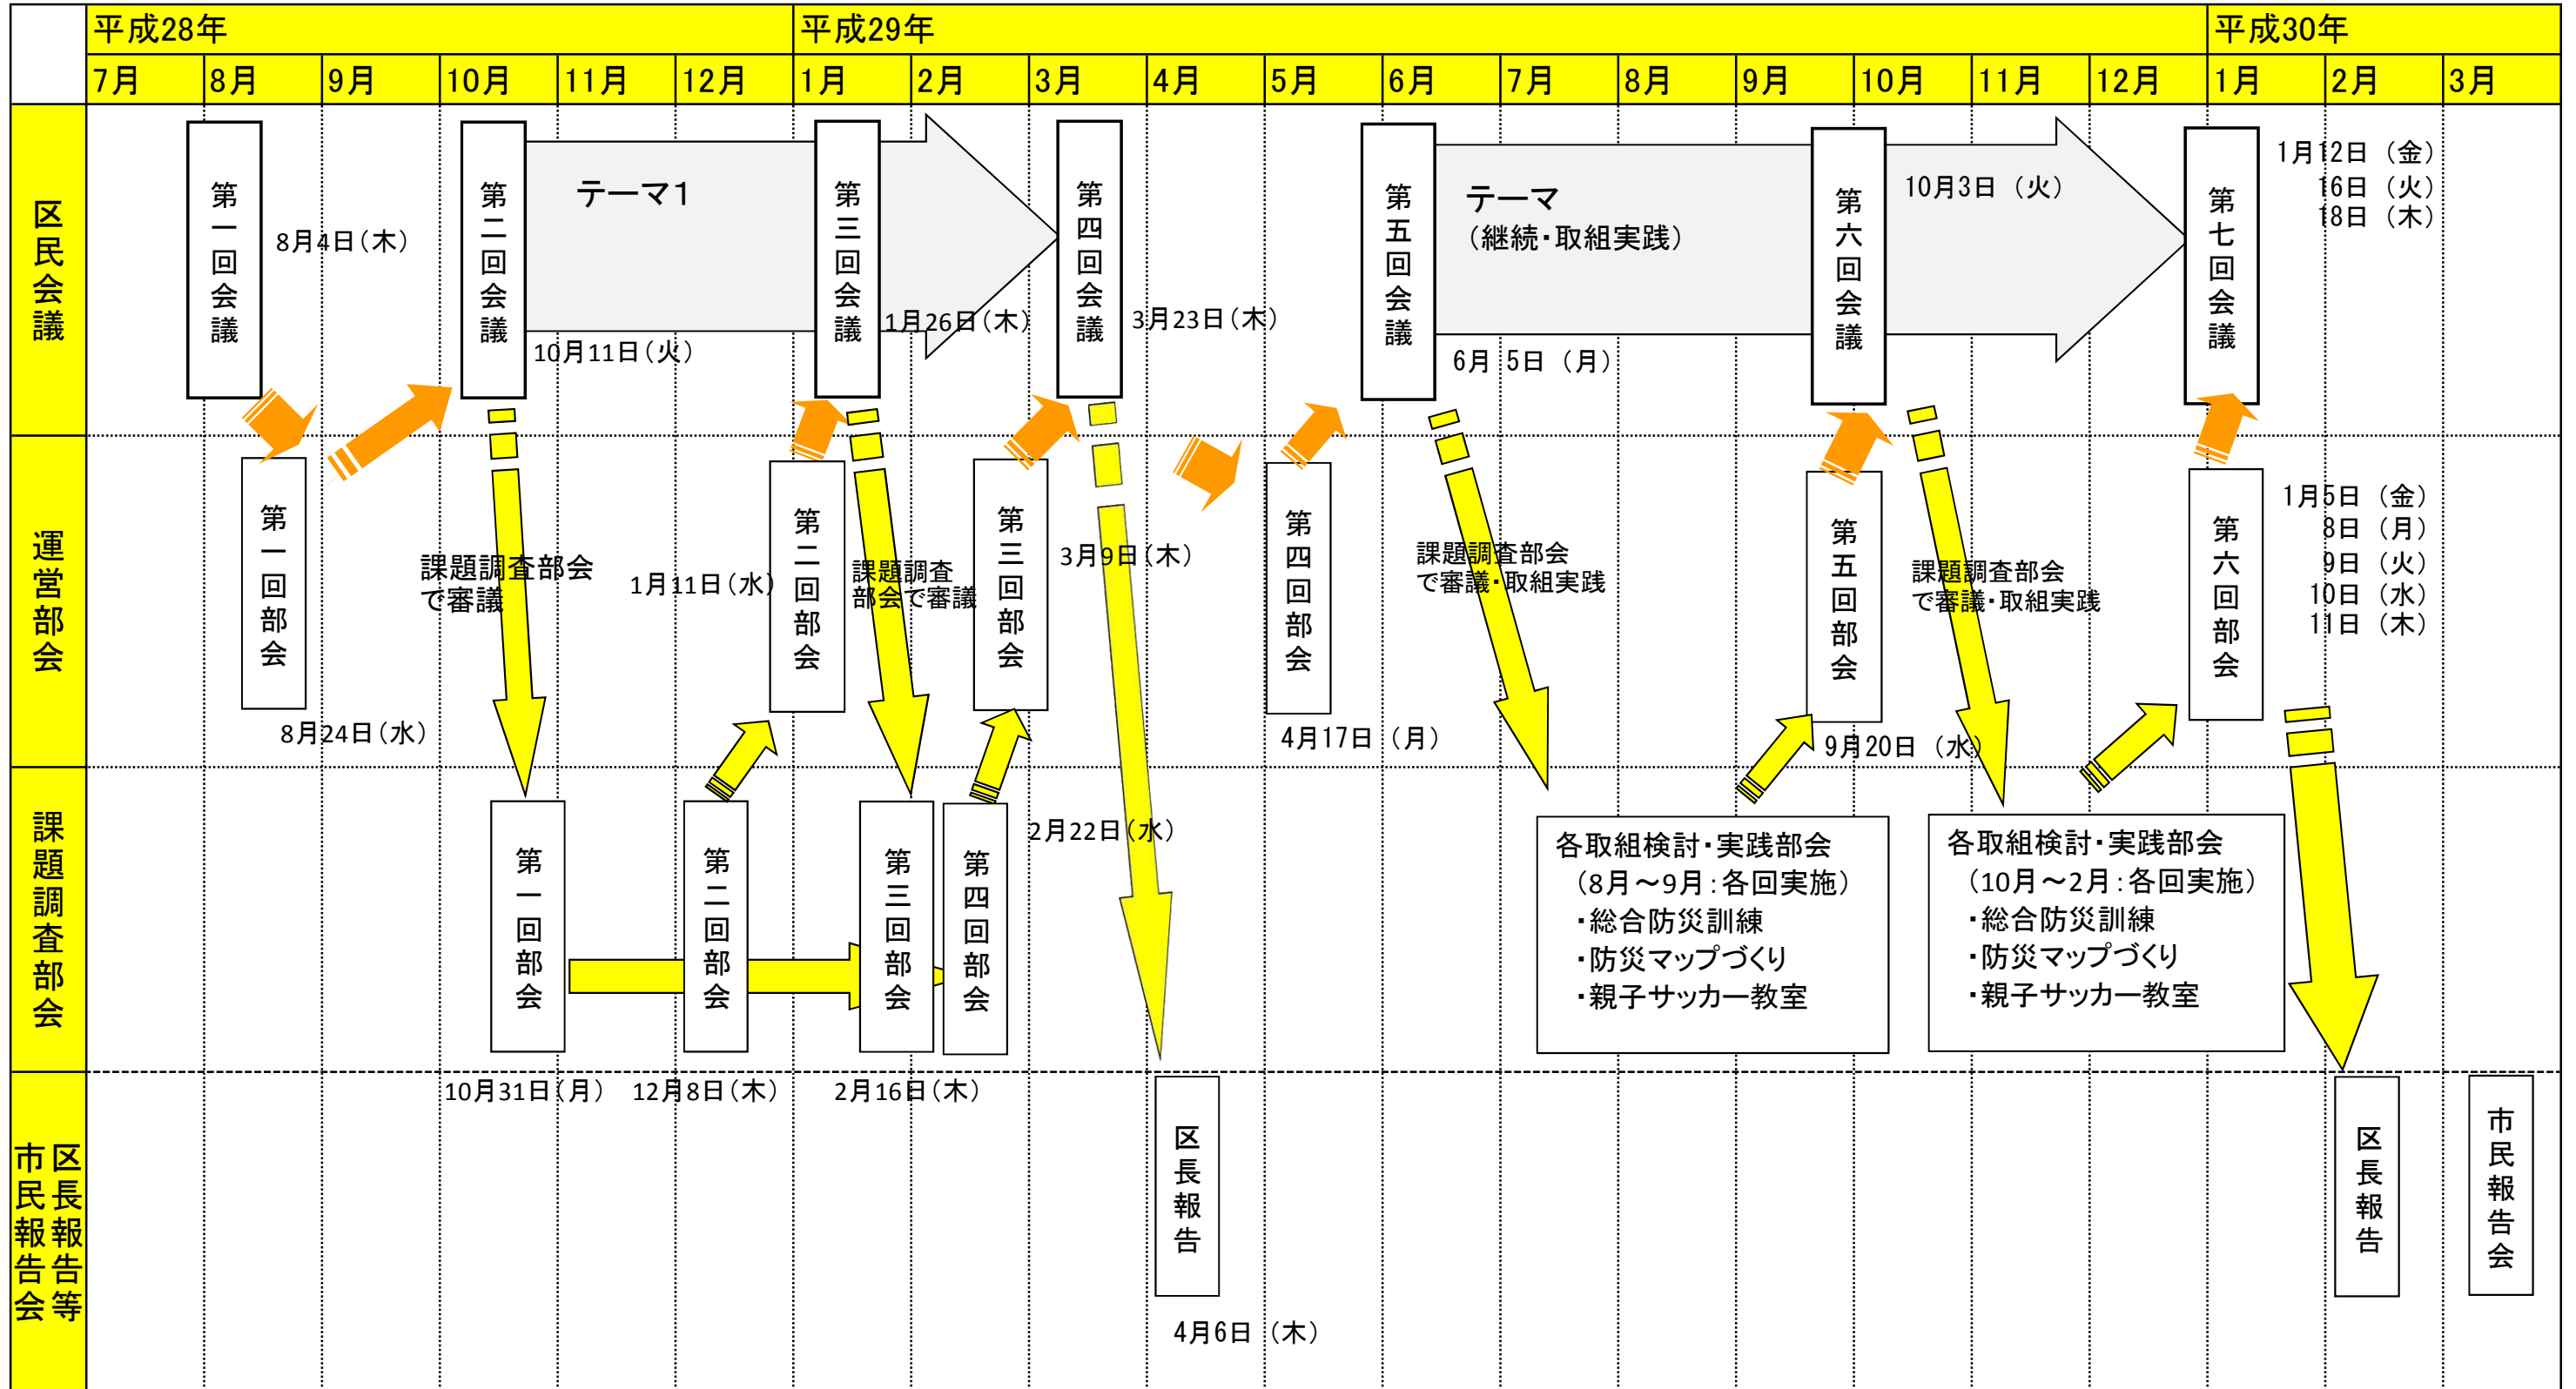 平成28年
平成29年
平成30年
7月
8月
9月
10月
11月
12月
1月
2月
3月
4月
5月
6月
7月
8月
9月
10月
11月
12月
1月
2月
3月
区民会議
第一回会議
8月4日(木)
第二回会議
10月11日(火)
テーマ1
第三回会議
1月26日(木)
第四回会議
3月23日(木)
第五回会議
6月 5日 (月)
テーマ
(継続・取組実践)
第六回会議
10月3日 (火)
第七回会議
1月12日 (金)
16日 (火)
18日 (木)
運営部会
第一回部会
8月24日(水)
課題調査部会
で審議
1月11日(水)
第二回部会
課題調査
部会で審議
第三回部会
3月9日(木)
第四回部会
4月17日 (月)
課題調査部会
で審議・取組実践
第五回部会
9月20日 (水)
課題調査部会
で審議・取組実践
第六回部会
1月5日 (金)
8日 (月)
9日 (火)
10日 (水)
11日 (木)
課題調査部会
第一回部会
10月31日(月)
第二回部会
12月8日(木)
第三回部会
2月16日(木)
第四回部会
2月22日(水)
各取組検討・実践部会
(8月~9月:各回実施)
・総合防災訓練
・防災マップづくり
・親子サッカー教室
各取組検討・実践部会
(10月~2月:各回実施)
・総合防災訓練
・防災マップづくり
・親子サッカー教室
区長報告等
市民報告会
区長報告
4月6日 (木)
区長報告
市民報告会